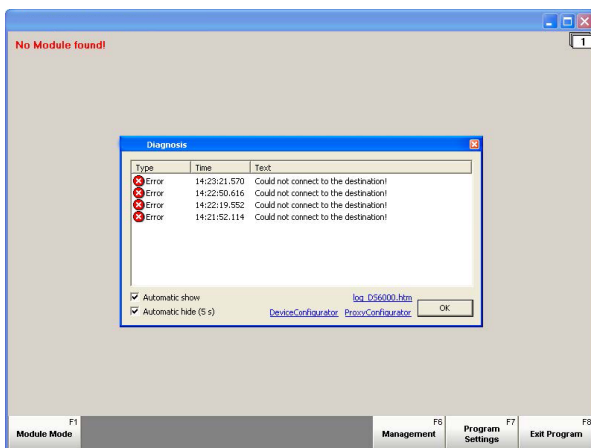 No Module found!
1
Diagnosis
Type Time Text
Error 14:23:21.570 Could not connect to the destination!
Error 14:22:50.616 Could not connect to the destination!
Error 14:22:19.552 Could not connect to the destination!
Error 14:21:52.114 Could not connect to the destination!
Automatic show log_DS6000.htm
Automatic hide (5 s) DeviceConfigurator ProxyConfigurator OK
F1 F6 F7 F8
Module Mode Management Program Settings Exit Program